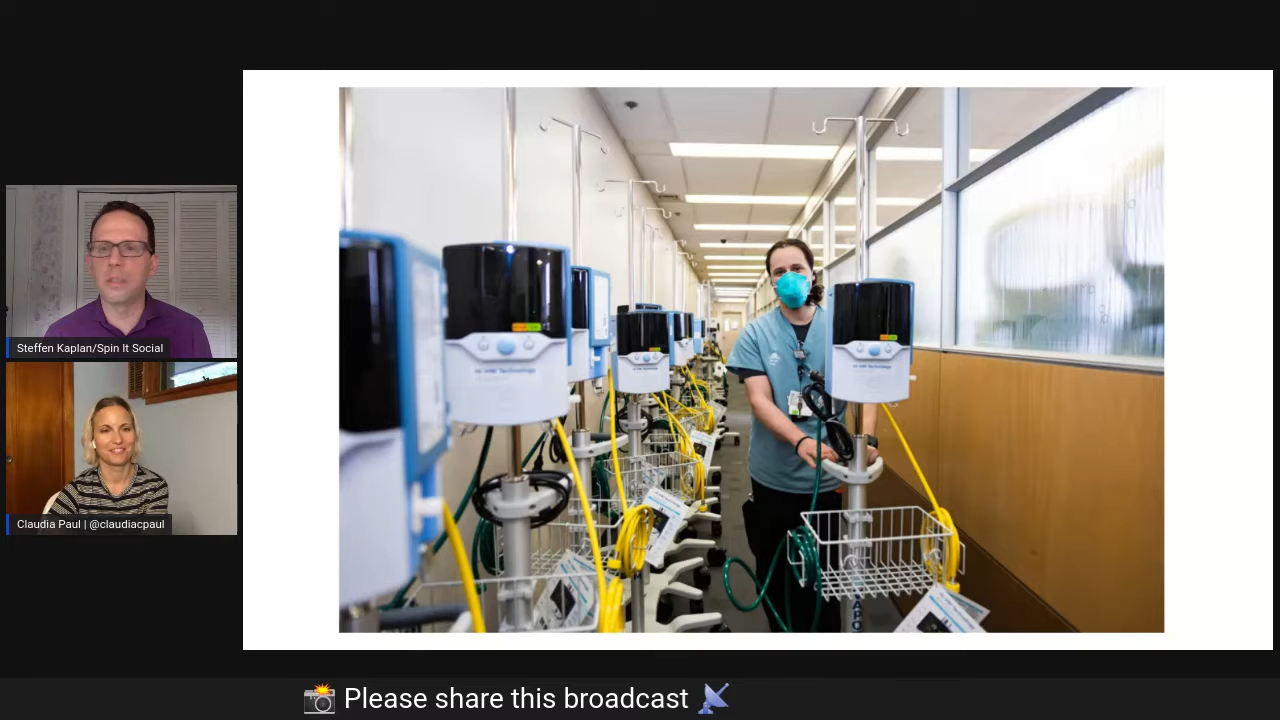 Steffen Kaplan/Spin It Social
Claudia Paul | @claudiacpaul
📸 Please share this broadcast 📡